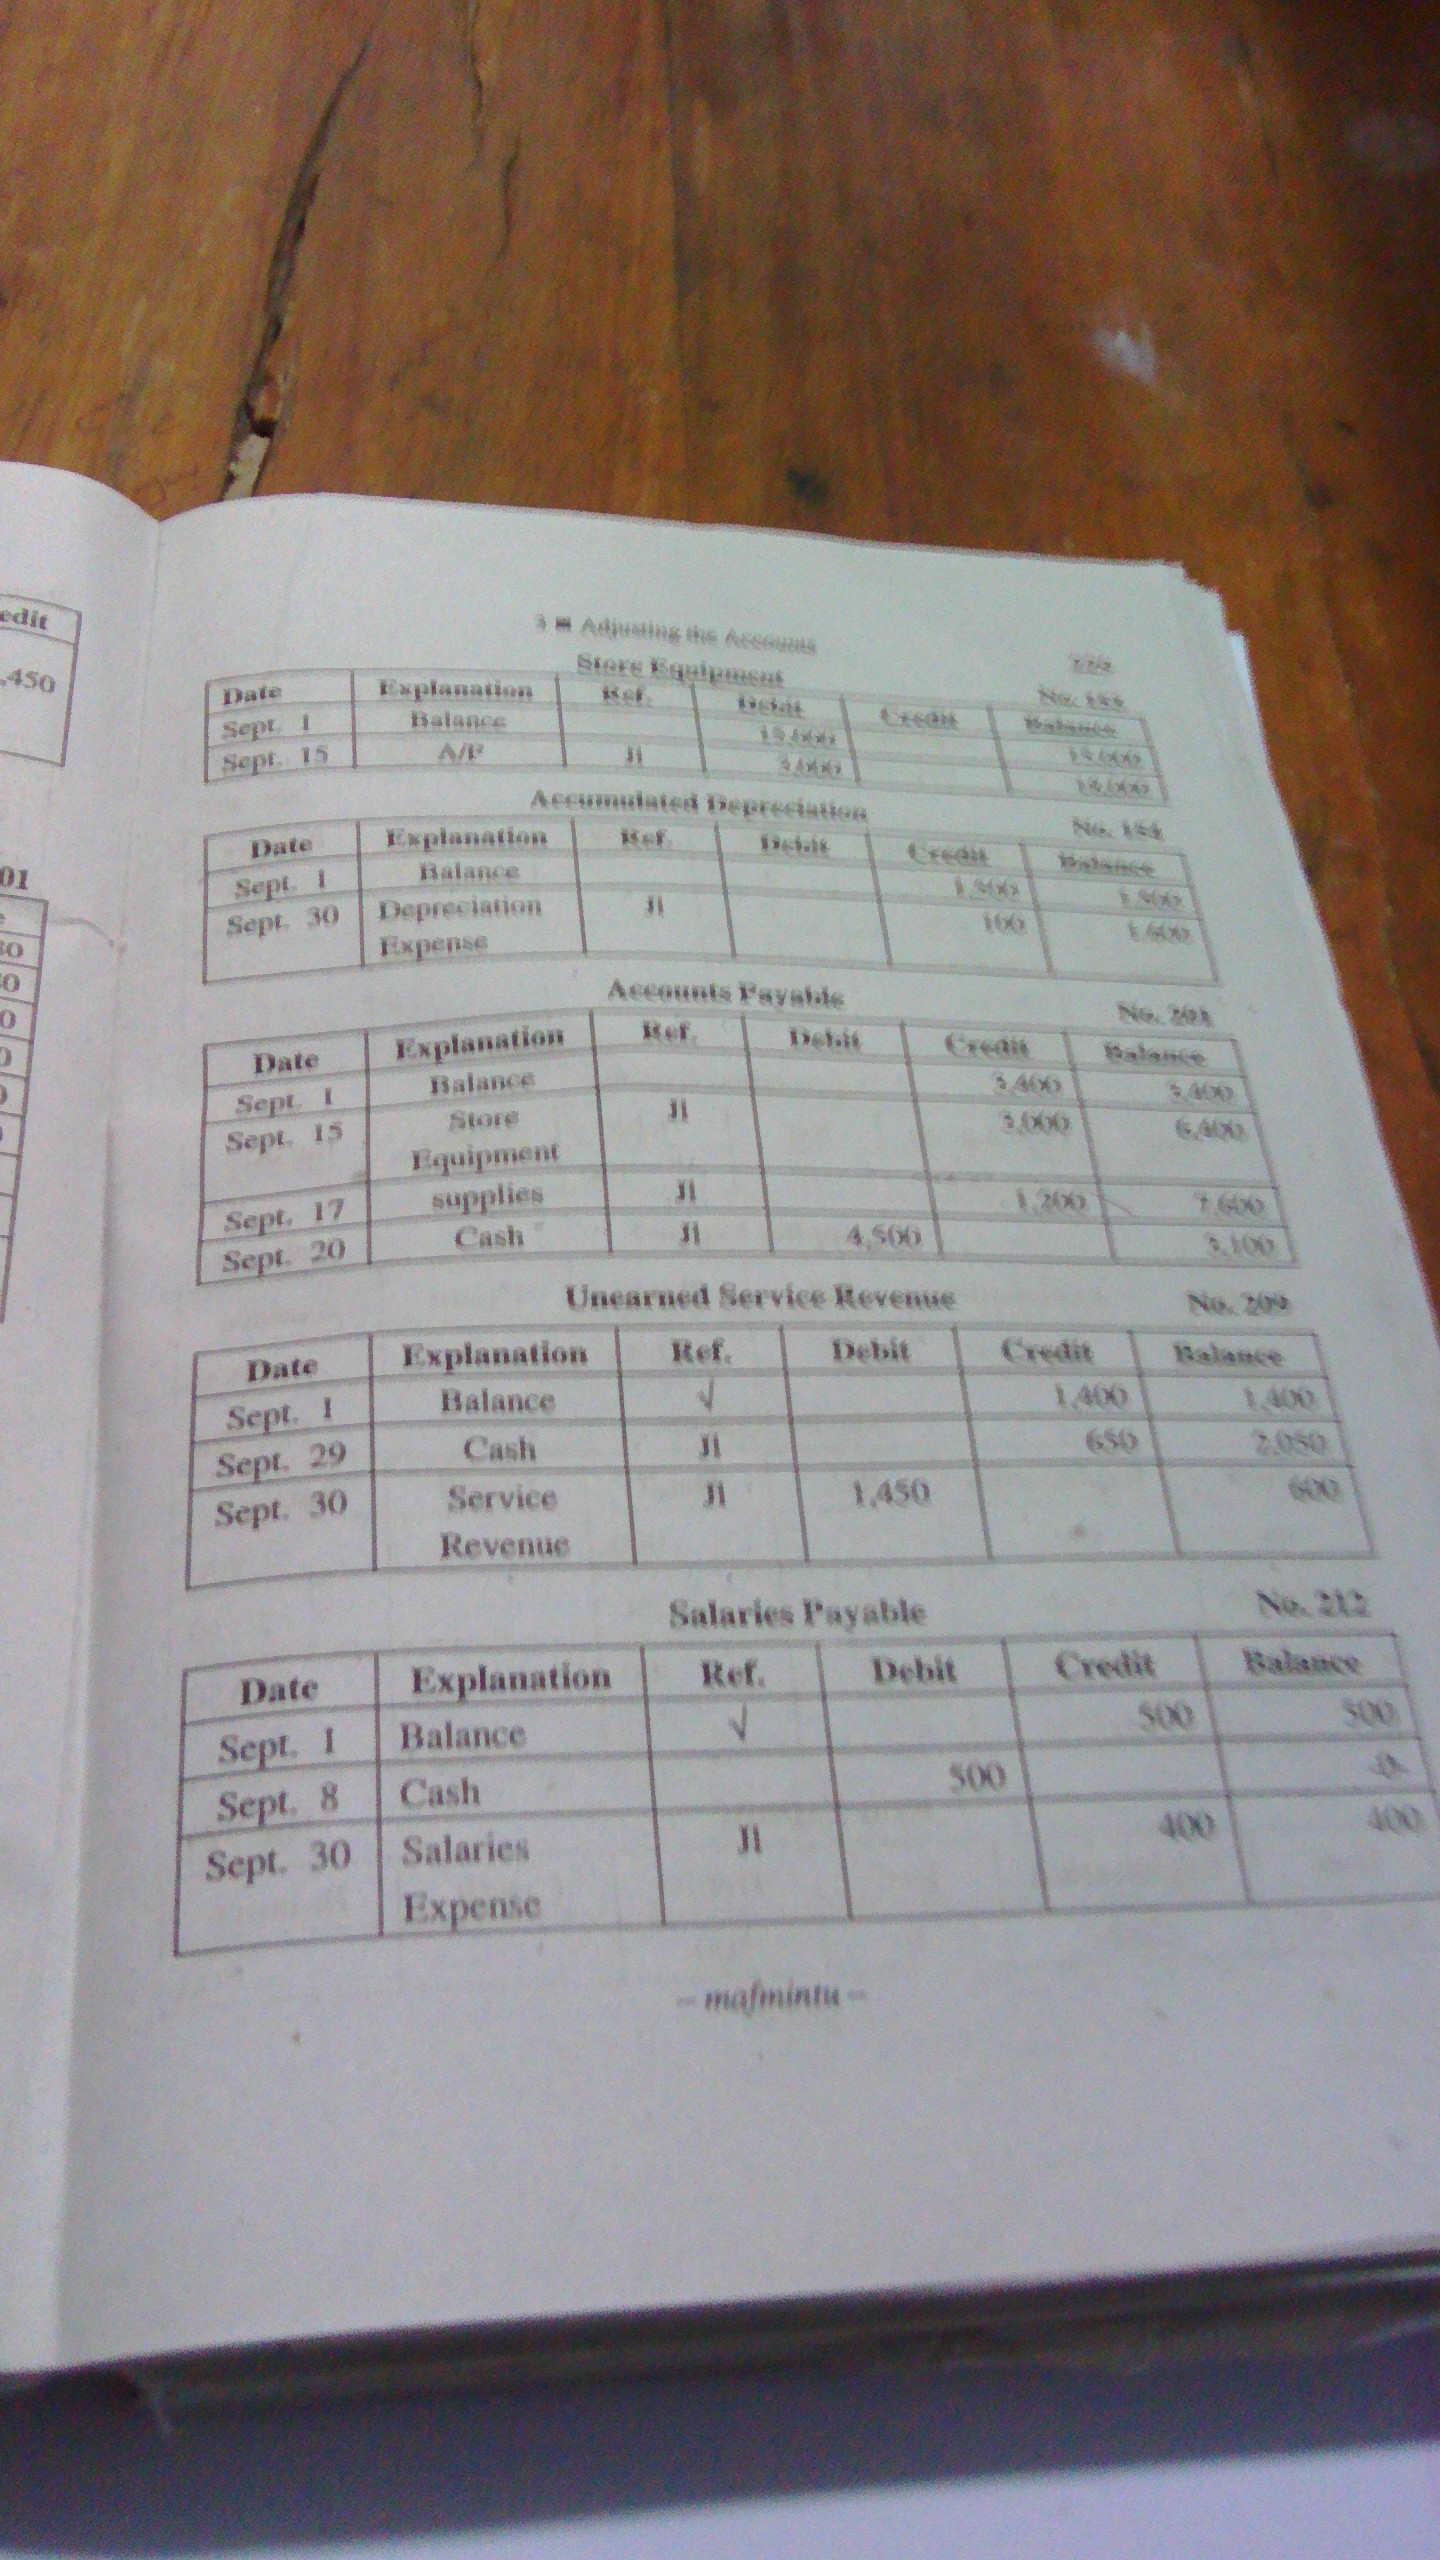 edit
,450
01
3 ■ Adjusting the Accounts
Store Equipment
Date Explanation Ref. Debit Credit Balance
Sept. 1 Balance 15,000 15,000
Sept. 15 A/P J1 3,000 18,000
Accumulated Depreciation
Date Explanation Ref. Debit Credit Balance
Sept. 1 Balance 1,500 1,500
Sept. 30 Depreciation J1 100 1,600
Expense
Accounts Payable No. 201
Date Explanation Ref. Debit Credit Balance
Sept. 1 Balance 3,400 3,400
Sept. 15 Store J1 3,000 6,400
Equipment
Sept. 17 supplies J1 1,200 7,600
Sept. 20 Cash J1 4,500 3,100
Unearned Service Revenue No. 209
Date Explanation Ref. Debit Credit Balance
Sept. 1 Balance √ 1,400 1,400
Sept. 29 Cash J1 650 2,050
Sept. 30 Service J1 1,450 600
Revenue
Salaries Payable No. 212
Date Explanation Ref. Debit Credit Balance
Sept. 1 Balance √ 500 500
Sept. 8 Cash 500
Sept. 30 Salaries J1 400 400
Expense
– mafmintu –